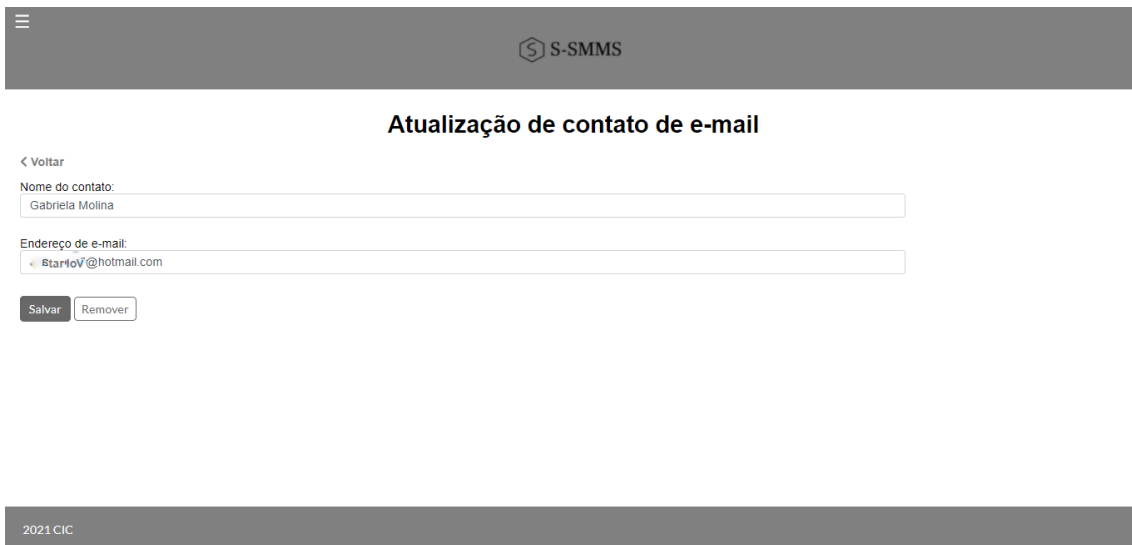 S-SMMS
Atualização de contato de e-mail
Voltar
Nome do contato:
Gabriela Molina
Endereço de e-mail:
@hotmail.com
Salvar Remover
2021 CIC